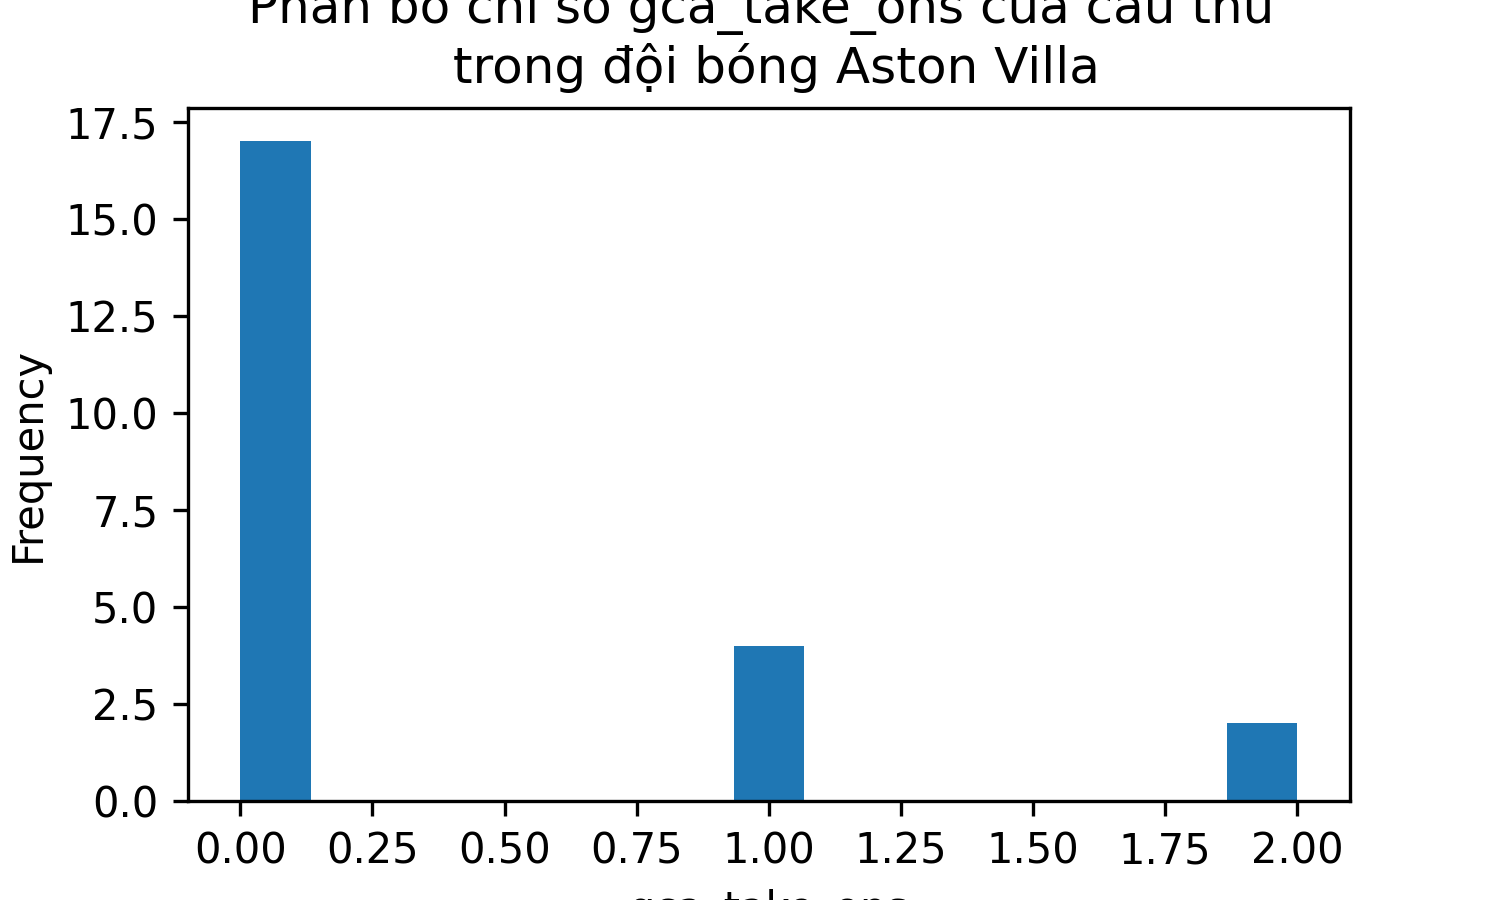 Phân bố chỉ số gca_take_ons của cầu thủ
trong đội bóng Aston Villa
Frequency
17.5
15.0
12.5
10.0
7.5
5.0
2.5
0.0
0.00 0.25 0.50 0.75 1.00 1.25 1.50 1.75 2.00
gca_take_ons